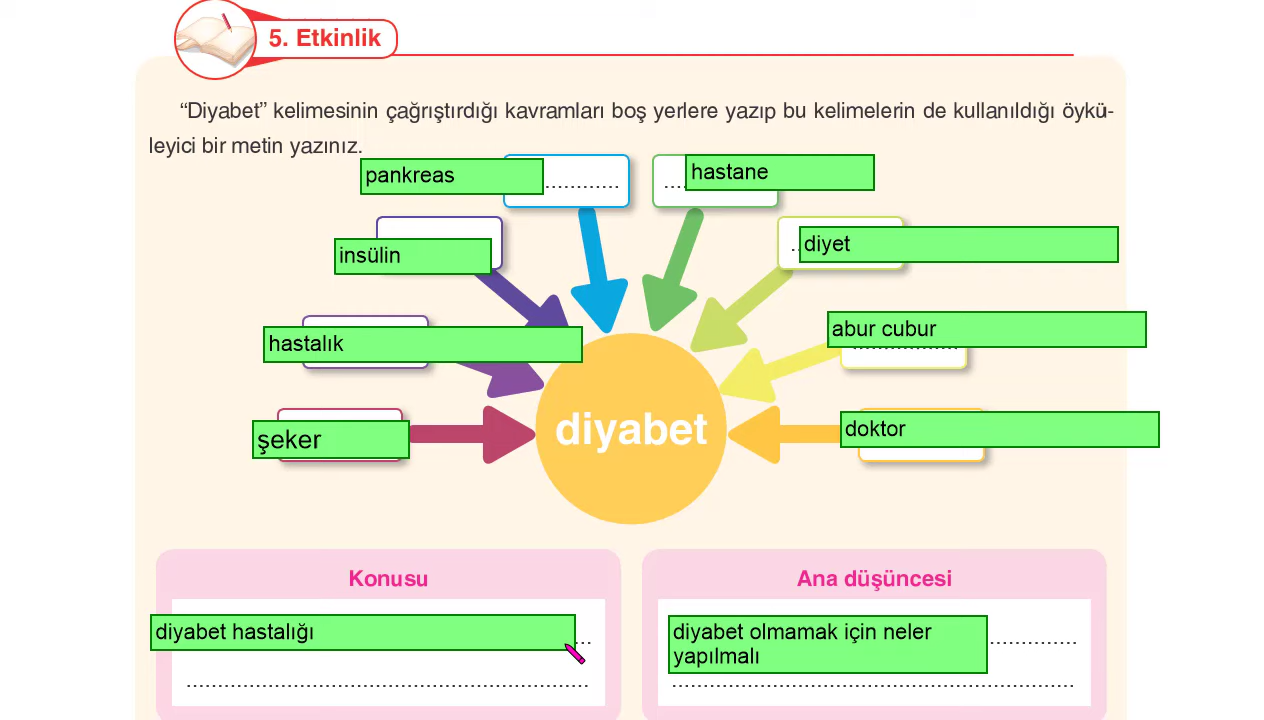 5. Etkinlik
“Diyabet” kelimesinin çağrıştırdığı kavramları boş yerlere yazıp bu kelimelerin de kullanıldığı öykü-
leyici bir metin yazınız.
pankreas
hastane
insülin
diyet
hastalık
abur cubur
şeker
diyabet
doktor
Konusu
diyabet hastalığı
Ana düşüncesi
diyabet olmamak için neler
yapılmalı